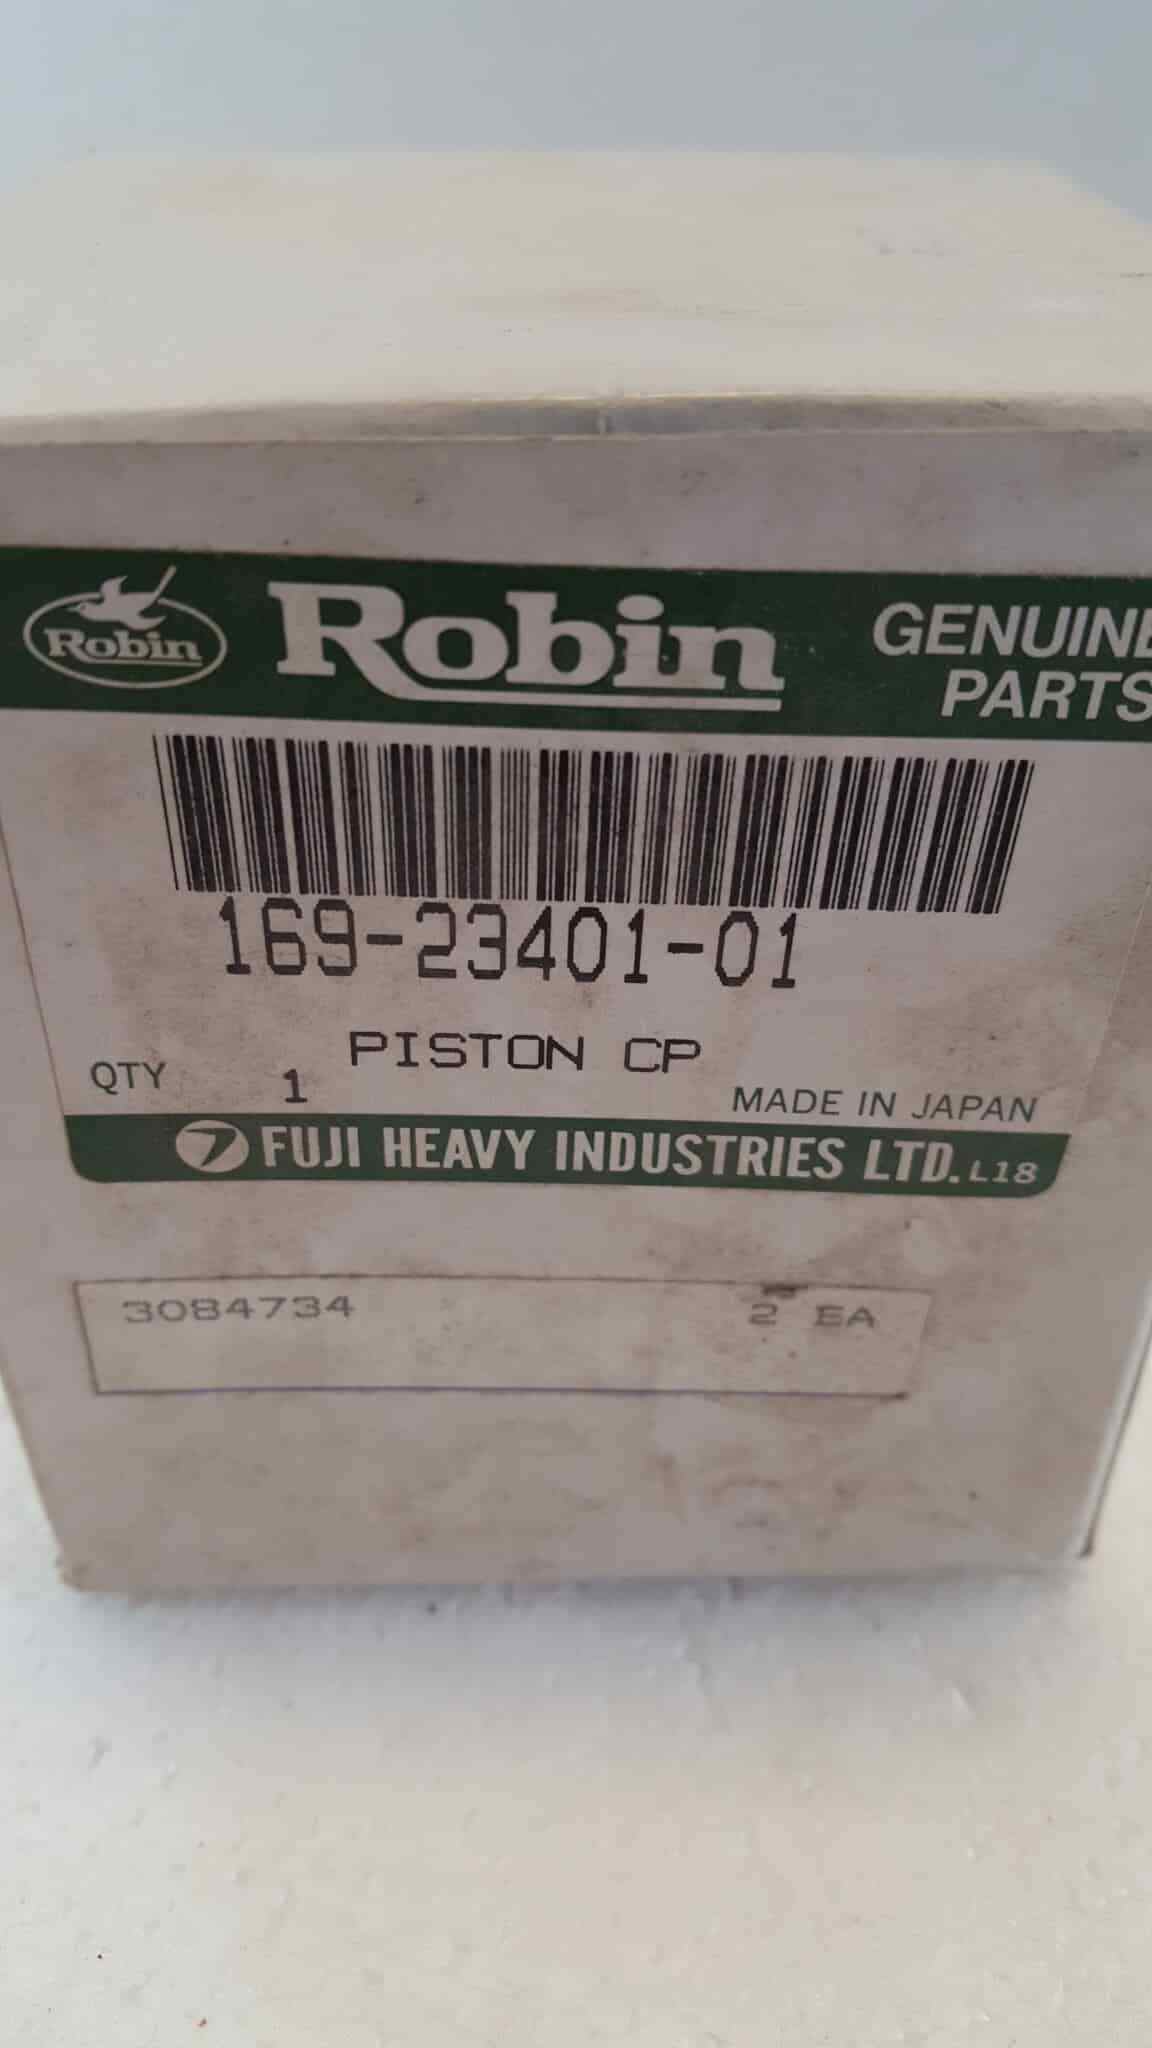 Robin
Robin
GENUINE
PARTS
169-23401-01
PISTON CP
QTY 1
MADE IN JAPAN
FUJI HEAVY INDUSTRIES LTD. L18
3084734 2 EA